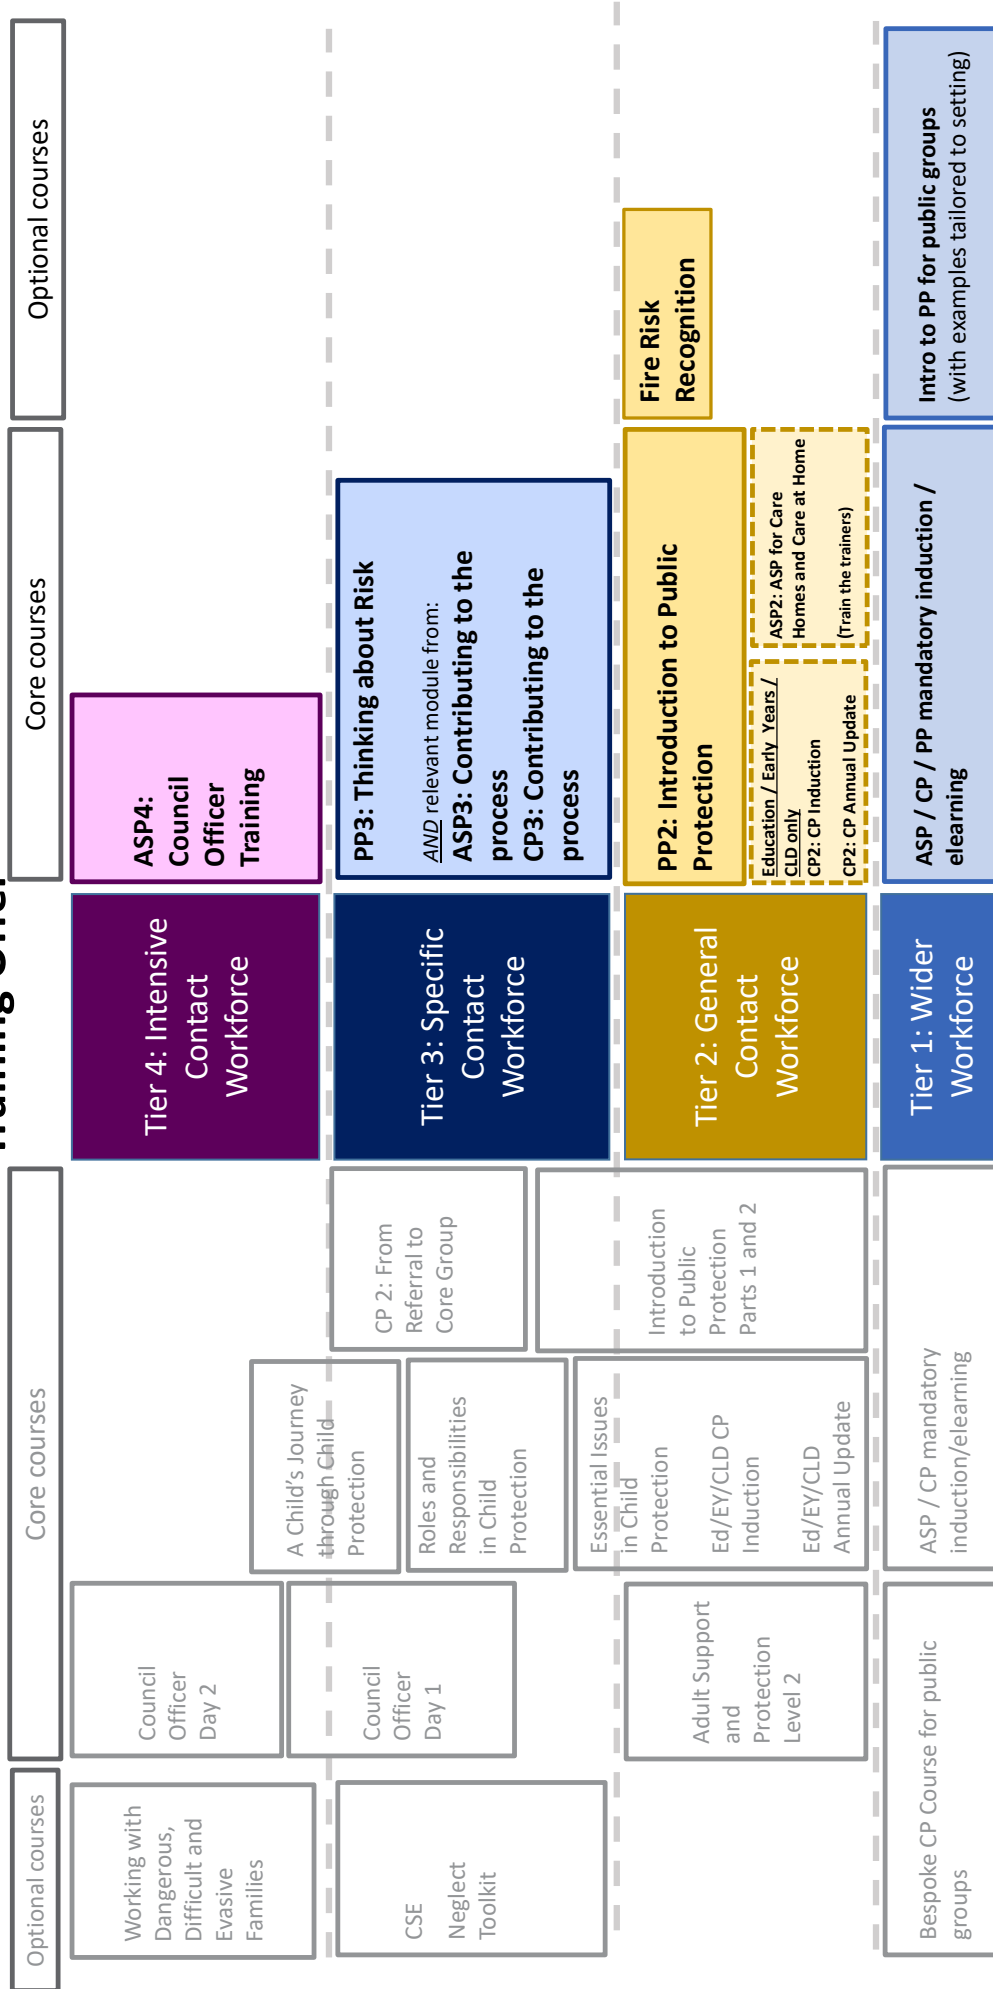 Training Offer
Optional courses
Core courses
Core courses
Optional courses
Working with
Dangerous,
Difficult and
Evasive
Families
Council
Officer
Day 2
Tier 4: Intensive
Contact
Workforce
ASP4:
Council
Officer
Training
A Child's Journey
through Child
Protection
CSE
Neglect
Toolkit
Council
Officer
Day 1
Roles and
Responsibilities
in Child
Protection
CP 2: From
Referral to
Core Group
Tier 3: Specific
Contact
Workforce
PP3: Thinking about Risk
AND relevant module from:
ASP3: Contributing to the
process
CP3: Contributing to the
process
Adult Support
and
Protection
Level 2
Essential Issues
in Child
Protection
Ed/EY/CLD CP
Induction
Ed/EY/CLD
Annual Update
Introduction
to Public
Protection
Parts 1 and 2
Tier 2: General
Contact
Workforce
PP2: Introduction to Public
Protection
Education / Early Years /
CLD only
CP2: CP Induction
CP2: CP Annual Update
ASP2: ASP for Care
Homes and Care at Home
(Train the trainers)
Fire Risk
Recognition
Bespoke CP Course for public
groups
ASP / CP mandatory
induction/elearning
Tier 1: Wider
Workforce
ASP / CP / PP mandatory induction /
elearning
Intro to PP for public groups
(with examples tailored to setting)